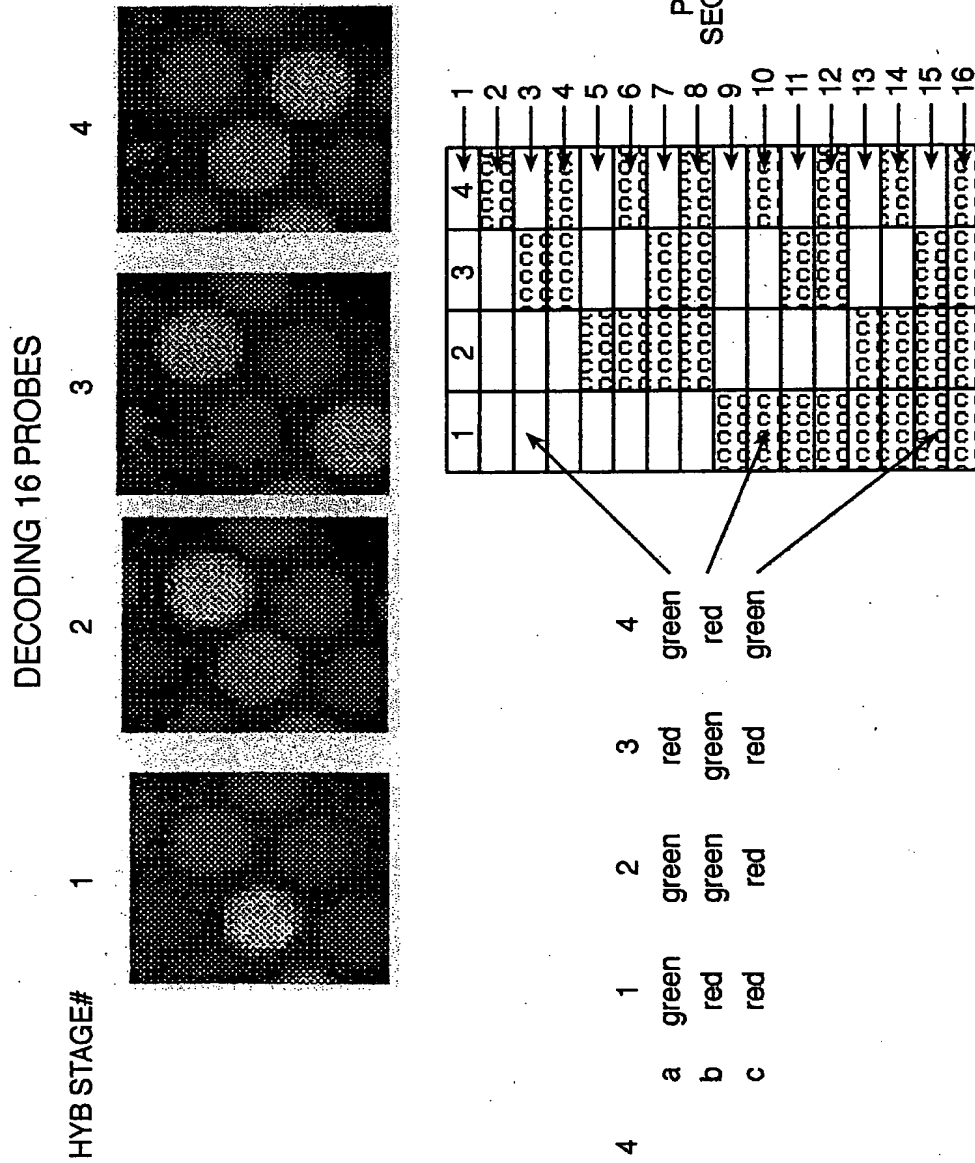 DECODING 16 PROBES
HYB STAGE# 1 2 3 4
1 2 3 4
a green green red green
b red green green red
c red red red green
4
1 2 3 4
1
2
3
4
5
6
7
8
9
10
11
12
13
14
15
16